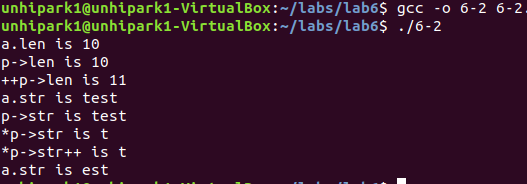 unhipark1@unhipark1-VirtualBox:~/labs/lab6$ gcc -o 6-2 6-2.
unhipark1@unhipark1-VirtualBox:~/labs/lab6$ ./6-2
a.len is 10
p->len is 10
++p->len is 11
a.str is test
p->str is test
*p->str is t
*p->str++ is t
a.str is est
unhipark1@unhipark1-VirtualBox:~/labs/lab6$